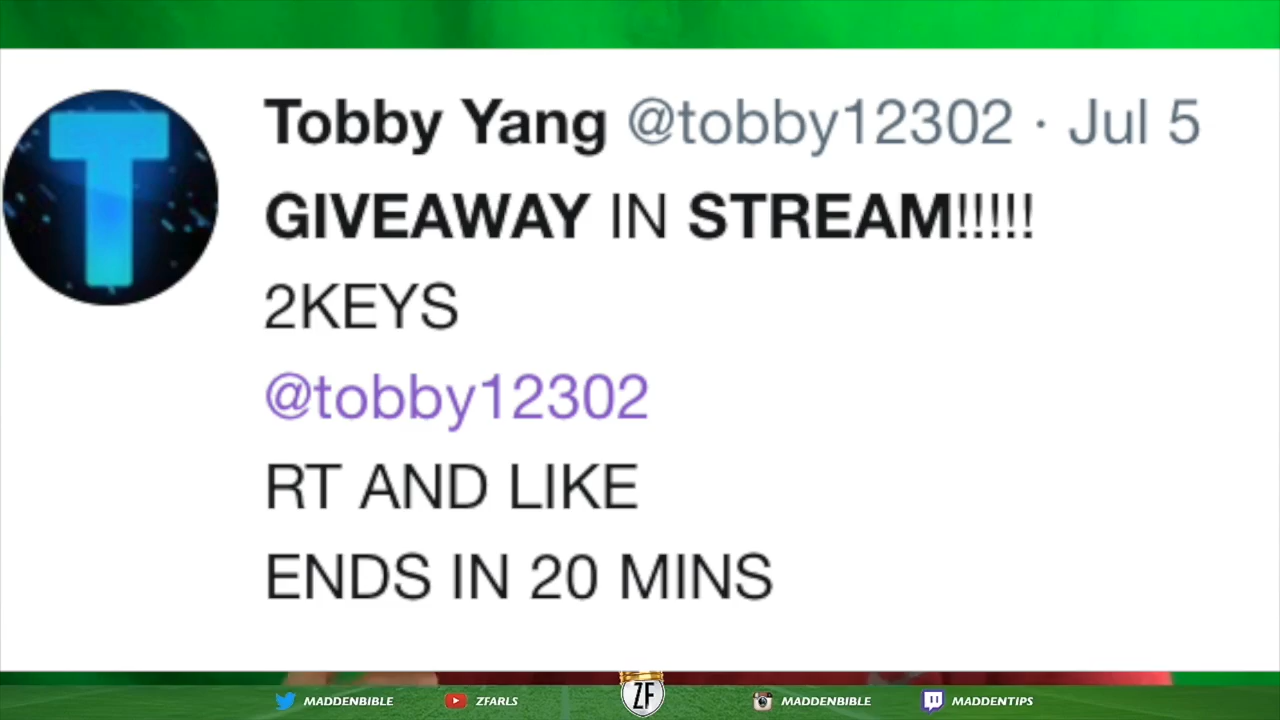 T
Tobby Yang @tobby12302 · Jul 5
GIVEAWAY IN STREAM!!!!!
2KEYS
@tobby12302
RT AND LIKE
ENDS IN 20 MINS
MADDENBIBLE ZFARLS ZF MADDENBIBLE MADDENTIPS